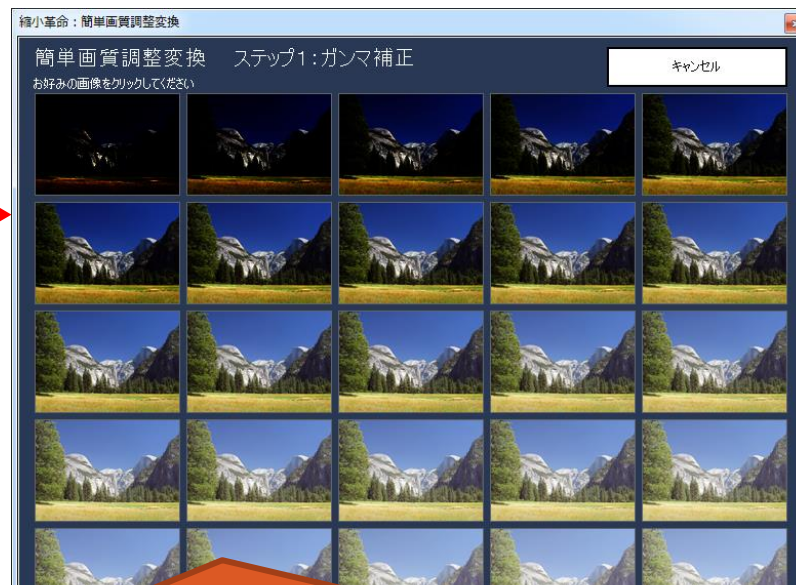 縮小革命：簡単画質調整変換
簡単画質調整変換　ステップ1：ガンマ補正
キャンセル
お好みの画像をクリックしてください